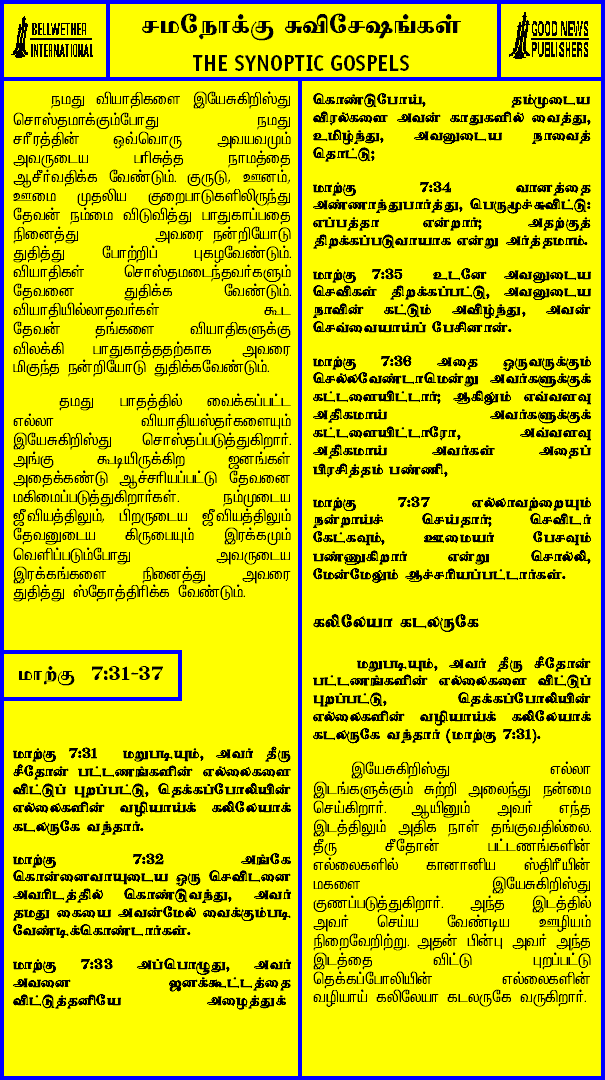 BELLWETHER
INTERNATIONAL
சமநோக்கு சுவிசேஷங்கள்
THE SYNOPTIC GOSPELS
GOOD NEWS
PUBLISHERS
நமது வியாதிகளை இயேசுகிறிஸ்து
சொஸ்தமாக்கும்போது நமது
சரீரத்தின் ஒவ்வொரு அவயவமும்
அவருடைய பரிசுத்த நாமத்தை
ஆசீர்வதிக்க வேண்டும். குருடு, ஊனம்,
ஊமை முதலிய குறைபாடுகளிலிருந்து
தேவன் நம்மை விடுவித்து பாதுகாப்பதை
நினைத்து அவரை நன்றியோடு
துதித்து போற்றிப் புகழவேண்டும்.
வியாதிகள் சொஸ்தமடைந்தவர்களும்
தேவனை துதிக்க வேண்டும்.
வியாதியில்லாதவர்கள் கூட
தேவன் தங்களை வியாதிகளுக்கு
விலக்கி பாதுகாத்ததற்காக அவரை
மிகுந்த நன்றியோடு துதிக்கவேண்டும்.
தமது பாதத்தில் வைக்கப்பட்ட
எல்லா வியாதியஸ்தர்களையும்
இயேசுகிறிஸ்து சொஸ்தப்படுத்துகிறார்.
அங்கு கூடியிருக்கிற ஜனங்கள்
அதைக்கண்டு ஆச்சரியப்பட்டு தேவனை
மகிமைப்படுத்துகிறார்கள். நம்முடைய
ஜீவியத்திலும், பிறருடைய ஜீவியத்திலும்
தேவனுடைய கிருபையும் இரக்கமும்
வெளிப்படும்போது அவருடைய
இரக்கங்களை நினைத்து அவரை
துதித்து ஸ்தோத்திரிக்க வேண்டும்.
மாற்கு 7:31-37
மாற்கு 7:31 மறுபடியும், அவர் தீரு
சீதோன் பட்டணங்களின் எல்லைகளை
விட்டுப் புறப்பட்டு, தெக்கப்போலியின்
எல்லைகளின் வழியாய்க் கலிலேயாக்
கடலருகே வந்தார்.
மாற்கு 7:32 அங்கே
கொன்னைவாயுடைய ஒரு செவிடனை
அவரிடத்தில் கொண்டுவந்து, அவர்
தமது கையை அவன்மேல் வைக்கும்படி
வேண்டிக்கொண்டார்கள்.
மாற்கு 7:33 அப்பொழுது, அவர்
அவனை ஜனக்கூட்டத்தை
விட்டுத்தனியே அழைத்துக்
கொண்டுபோய், தம்முடைய
விரல்களை அவன் காதுகளில் வைத்து,
உமிழ்ந்து, அவனுடைய நாவைத்
தொட்டு;
மாற்கு 7:34 வானத்தை
அண்ணாந்துபார்த்து, பெருமூச்சுவிட்டு:
எப்பத்தா என்றார்; அதற்குத்
திறக்கப்படுவாயாக என்று அர்த்தமாம்.
மாற்கு 7:35 உடனே அவனுடைய
செவிகள் திறக்கப்பட்டு, அவனுடைய
நாவின் கட்டும் அவிழ்ந்து, அவன்
செவ்வையாய்ப் பேசினான்.
மாற்கு 7:36 அதை ஒருவருக்கும்
சொல்லவேண்டாமென்று அவர்களுக்குக்
கட்டளையிட்டார்; ஆகிலும் எவ்வளவு
அதிகமாய் அவர்களுக்குக்
கட்டளையிட்டாரோ, அவ்வளவு
அதிகமாய் அவர்கள் அதைப்
பிரசித்தம் பண்ணி,
மாற்கு 7:37 எல்லாவற்றையும்
நன்றாய்ச் செய்தார்; செவிடர்
கேட்கவும், ஊமையர் பேசவும்
பண்ணுகிறார் என்று சொல்லி,
மேன்மேலும் ஆச்சரியப்பட்டார்கள்.
கலிலேயா கடலருகே
மறுபடியும், அவர் தீரு சீதோன்
பட்டணங்களின் எல்லைகளை விட்டுப்
புறப்பட்டு, தெக்கப்போலியின்
எல்லைகளின் வழியாய்க் கலிலேயாக்
கடலருகே வந்தார் (மாற்கு 7:31).
இயேசுகிறிஸ்து எல்லா
இடங்களுக்கும் சுற்றி அலைந்து நன்மை
செய்கிறார். ஆயினும் அவர் எந்த
இடத்திலும் அதிக நாள் தங்குவதில்லை.
தீரு சீதோன் பட்டணங்களின்
எல்லைகளில் கானானிய ஸ்திரீயின்
மகளை இயேசுகிறிஸ்து
குணப்படுத்துகிறார். அந்த இடத்தில்
அவர் செய்ய வேண்டிய ஊழியம்
நிறைவேறிற்று. அதன் பின்பு அவர் அந்த
இடத்தை விட்டு புறப்பட்டு
தெக்கப்போலியின் எல்லைகளின்
வழியாய் கலிலேயா கடலருகே வருகிறார்.